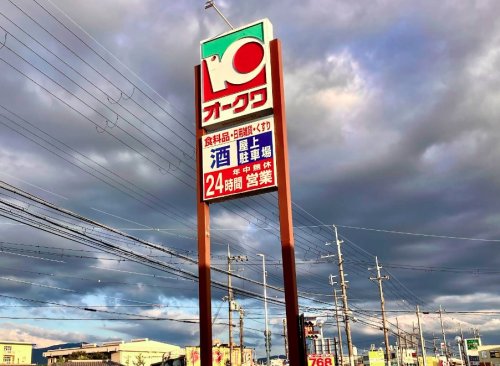 オークワ
食料品・日用雑貨・くすり
酒
屋上
駐車場
年中無休
24時間 営業
76R